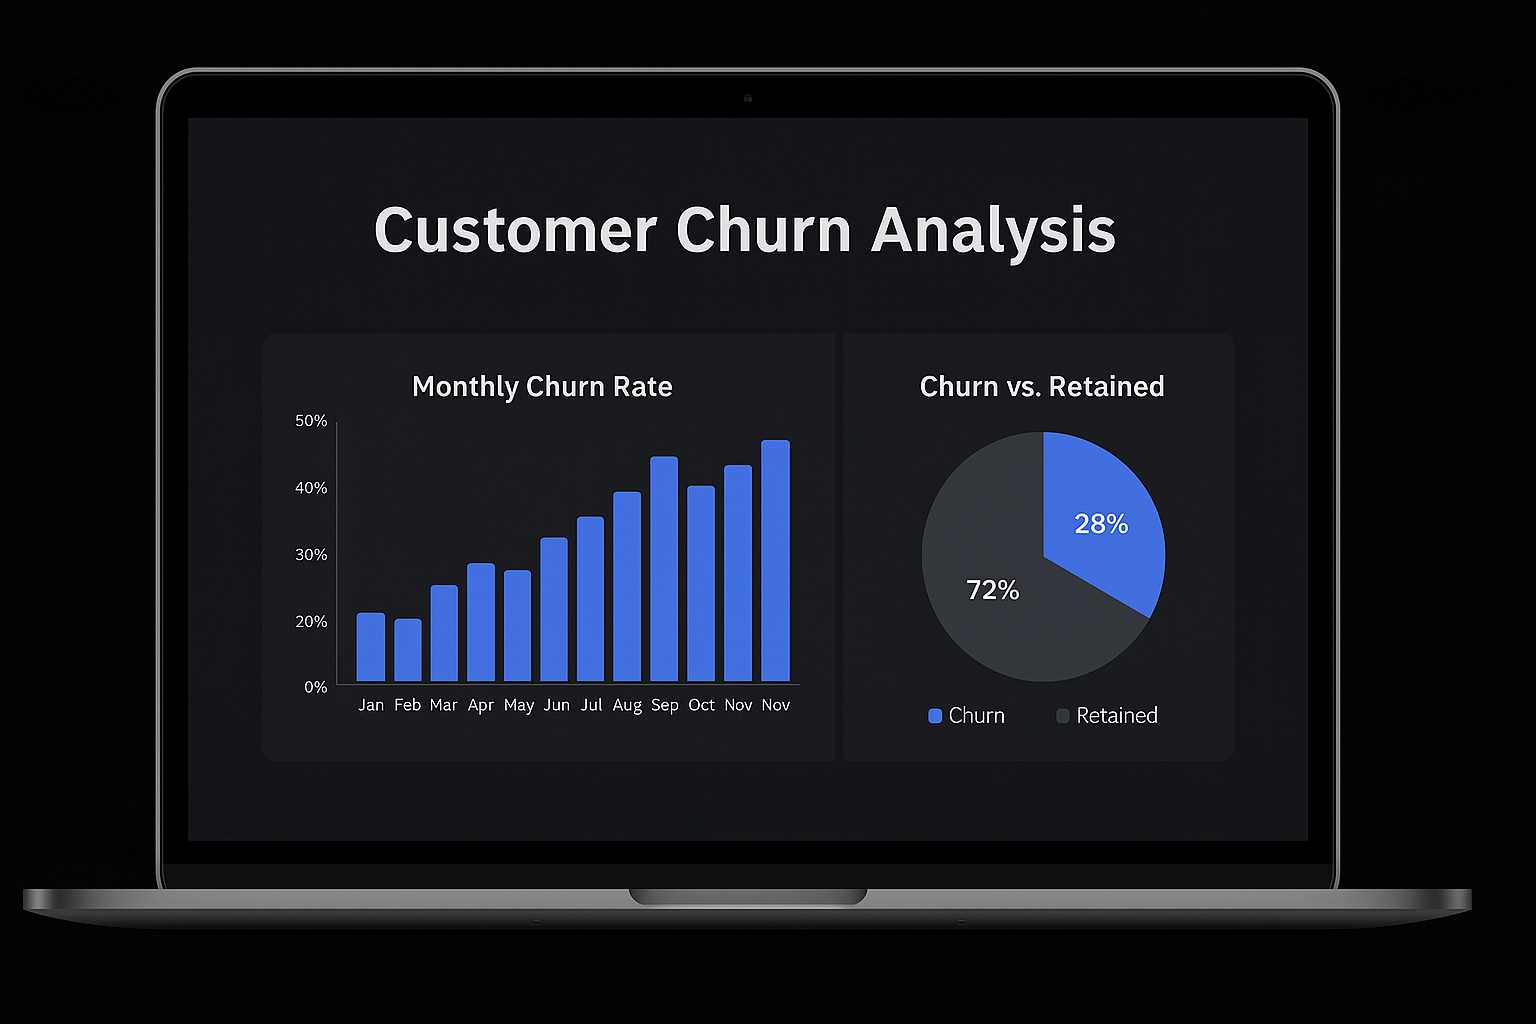 Customer Churn Analysis
Monthly Churn Rate
50%
40%
30%
20%
0%
Jan Feb Mar Apr May Jun Jul Aug Sep Oct Nov Nov
Churn vs. Retained
28%
72%
Churn
Retained